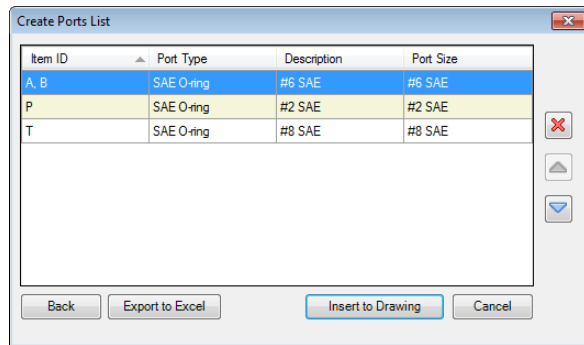 Create Ports List
Item ID Port Type Description Port Size
A, B SAE O-ring #6 SAE #6 SAE
P SAE O-ring #2 SAE #2 SAE
T SAE O-ring #8 SAE #8 SAE
Back Export to Excel Insert to Drawing Cancel